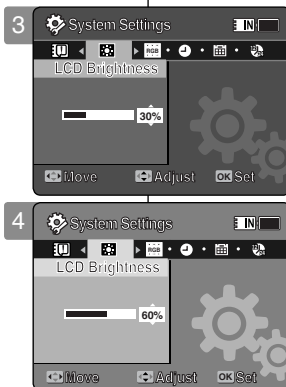 3
System Settings IN
RGB
LCD Brightness
30%
Move Adjust OK Set
4
System Settings IN
RGB
LCD Brightness
60%
Move Adjust OK Set